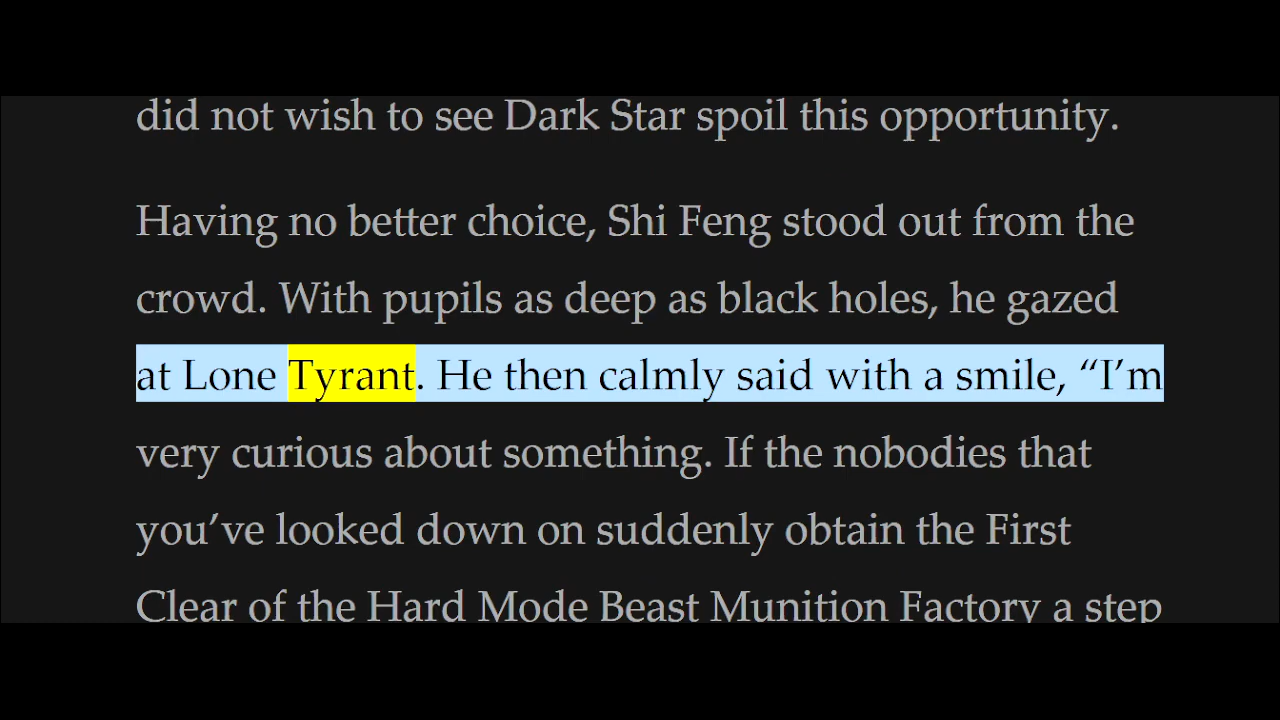 did not wish to see Dark Star spoil this opportunity.
Having no better choice, Shi Feng stood out from the
crowd. With pupils as deep as black holes, he gazed
at Lone Tyrant. He then calmly said with a smile, “I’m
very curious about something. If the nobodies that
you’ve looked down on suddenly obtain the First
Clear of the Hard Mode Beast Munition Factory a step